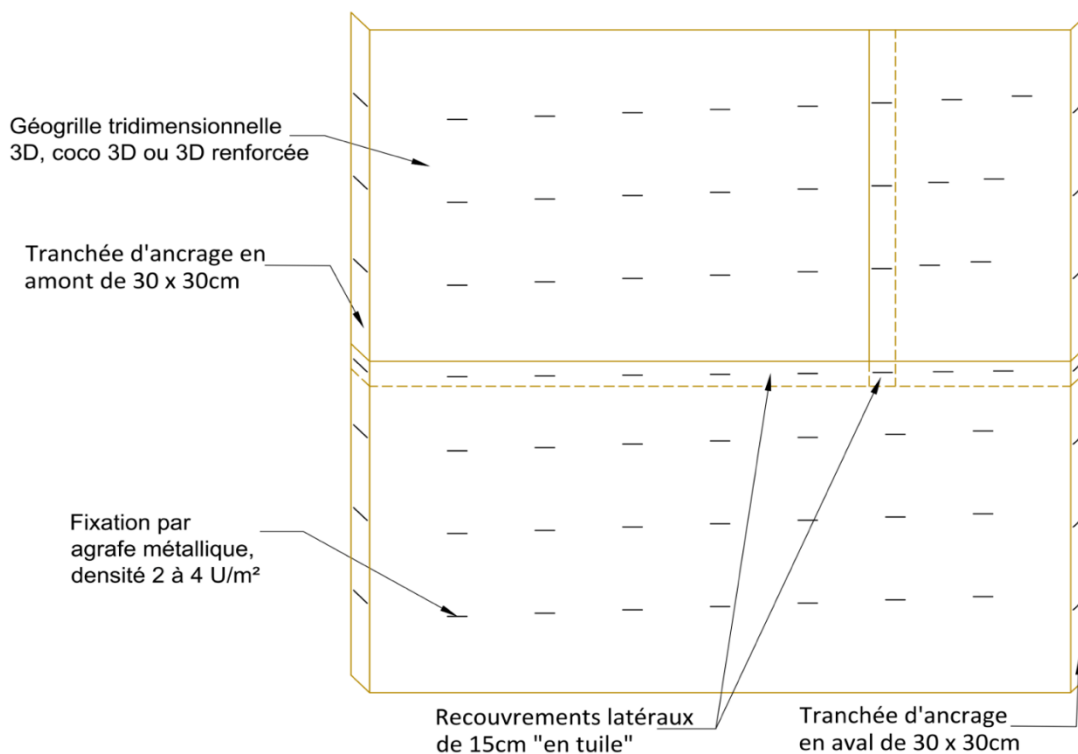 Géogrille tridimensionnelle
3D, coco 3D ou 3D renforcée
Tranchée d'ancrage en
amont de 30 x 30cm
Fixation par
agrafe métallique,
densité 2 à 4 U/m²
Recouvrements latéraux
de 15cm "en tuile"
Tranchée d'ancrage
en aval de 30 x 30cm